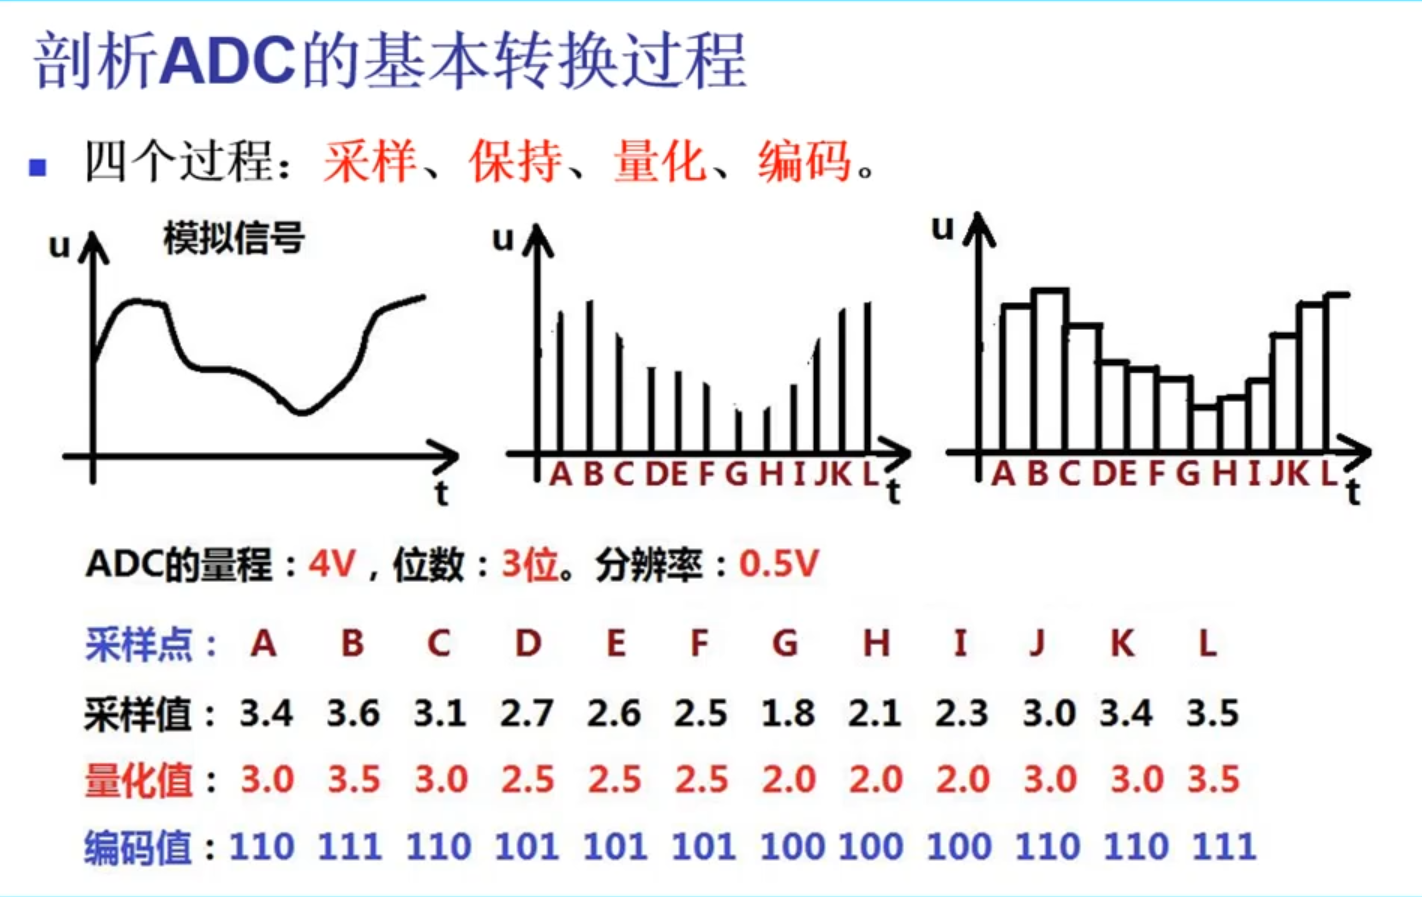 剖析ADC的基本转换过程
四个过程：采样、保持、量化、编码。
u 模拟信号
t
u
A B C D E F G H I J K L
t
u
A B C D E F G H I J K L
t
ADC的量程：4V，位数：3位。分辨率：0.5V
采样点： A B C D E F G H I J K L
采样值：3.4 3.6 3.1 2.7 2.6 2.5 1.8 2.1 2.3 3.0 3.4 3.5
量化值：3.0 3.5 3.0 2.5 2.5 2.5 2.0 2.0 2.0 3.0 3.0 3.5
编码值：110 111 110 101 101 101 100 100 100 110 110 111